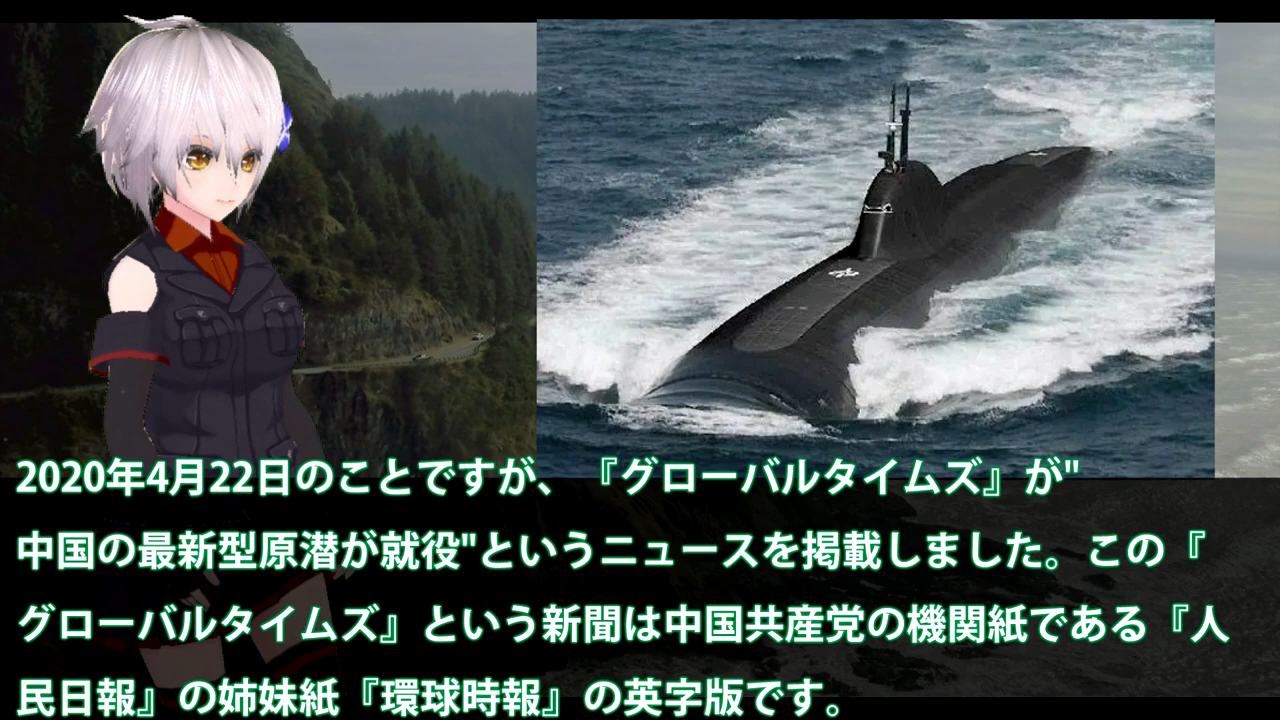 2020年4月22日のことですが、『グローバルタイムズ』が"
中国の最新型原潜が就役"というニュースを掲載しました。この『
グローバルタイムズ』という新聞は中国共産党の機関紙である『人
民日報』の姉妹紙『環球時報』の英字版です。